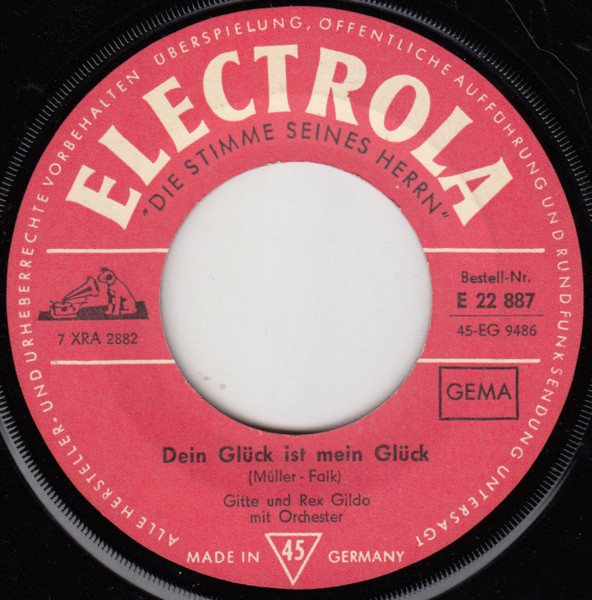 ALLE HERSTELLER- UND URHEBERRECHTE VORBEHALTEN ÜBERSPIELUNG, ÖFFENTLICHE AUFFÜHRUNG UND RUNDFUNKSENDUNG UNTERSAGT
ELECTROLA
"DIE STIMME SEINES HERRN"
7 XRA 2882
Bestell-Nr.
E 22 887
45-EG 9486
GEMA
Dein Glück ist mein Glück
(Müller - Falk)
Gitte und Rex Gildo
mit Orchester
MADE IN 45 GERMANY